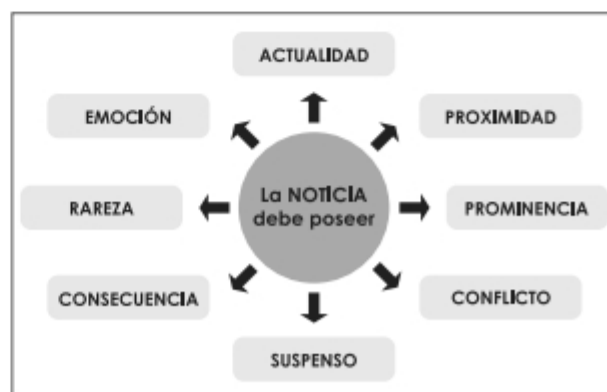 ACTUALIDAD
EMOCIÓN
PROXIMIDAD
La NOTICIA
debe poseer
RAREZA
PROMINENCIA
CONSECUENCIA
CONFLICTO
SUSPENSO